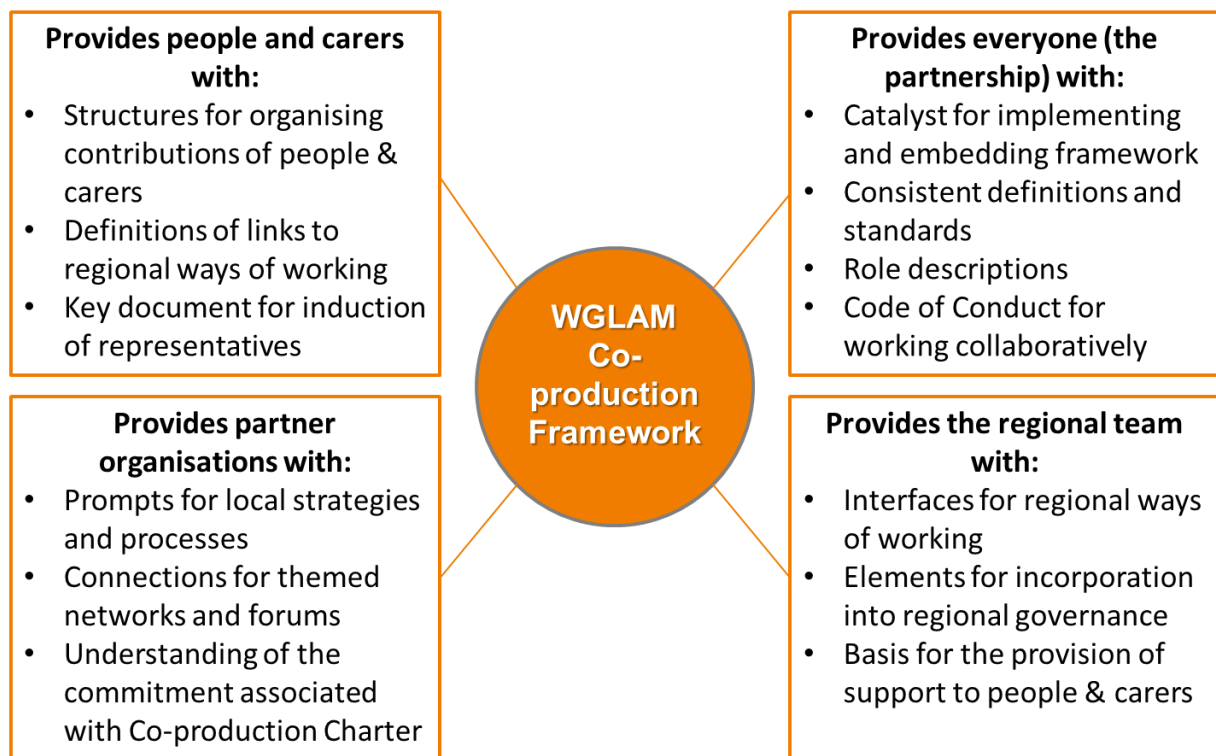 Provides people and carers
with:
• Structures for organising
contributions of people &
carers
• Definitions of links to
regional ways of working
• Key document for induction
of representatives
Provides everyone (the
partnership) with:
• Catalyst for implementing
and embedding framework
• Consistent definitions and
standards
• Role descriptions
• Code of Conduct for
working collaboratively
WGLAM
Co-
production
Framework
Provides partner
organisations with:
• Prompts for local strategies
and processes
• Connections for themed
networks and forums
• Understanding of the
commitment associated
with Co-production Charter
Provides the regional team
with:
• Interfaces for regional ways
of working
• Elements for incorporation
into regional governance
• Basis for the provision of
support to people & carers